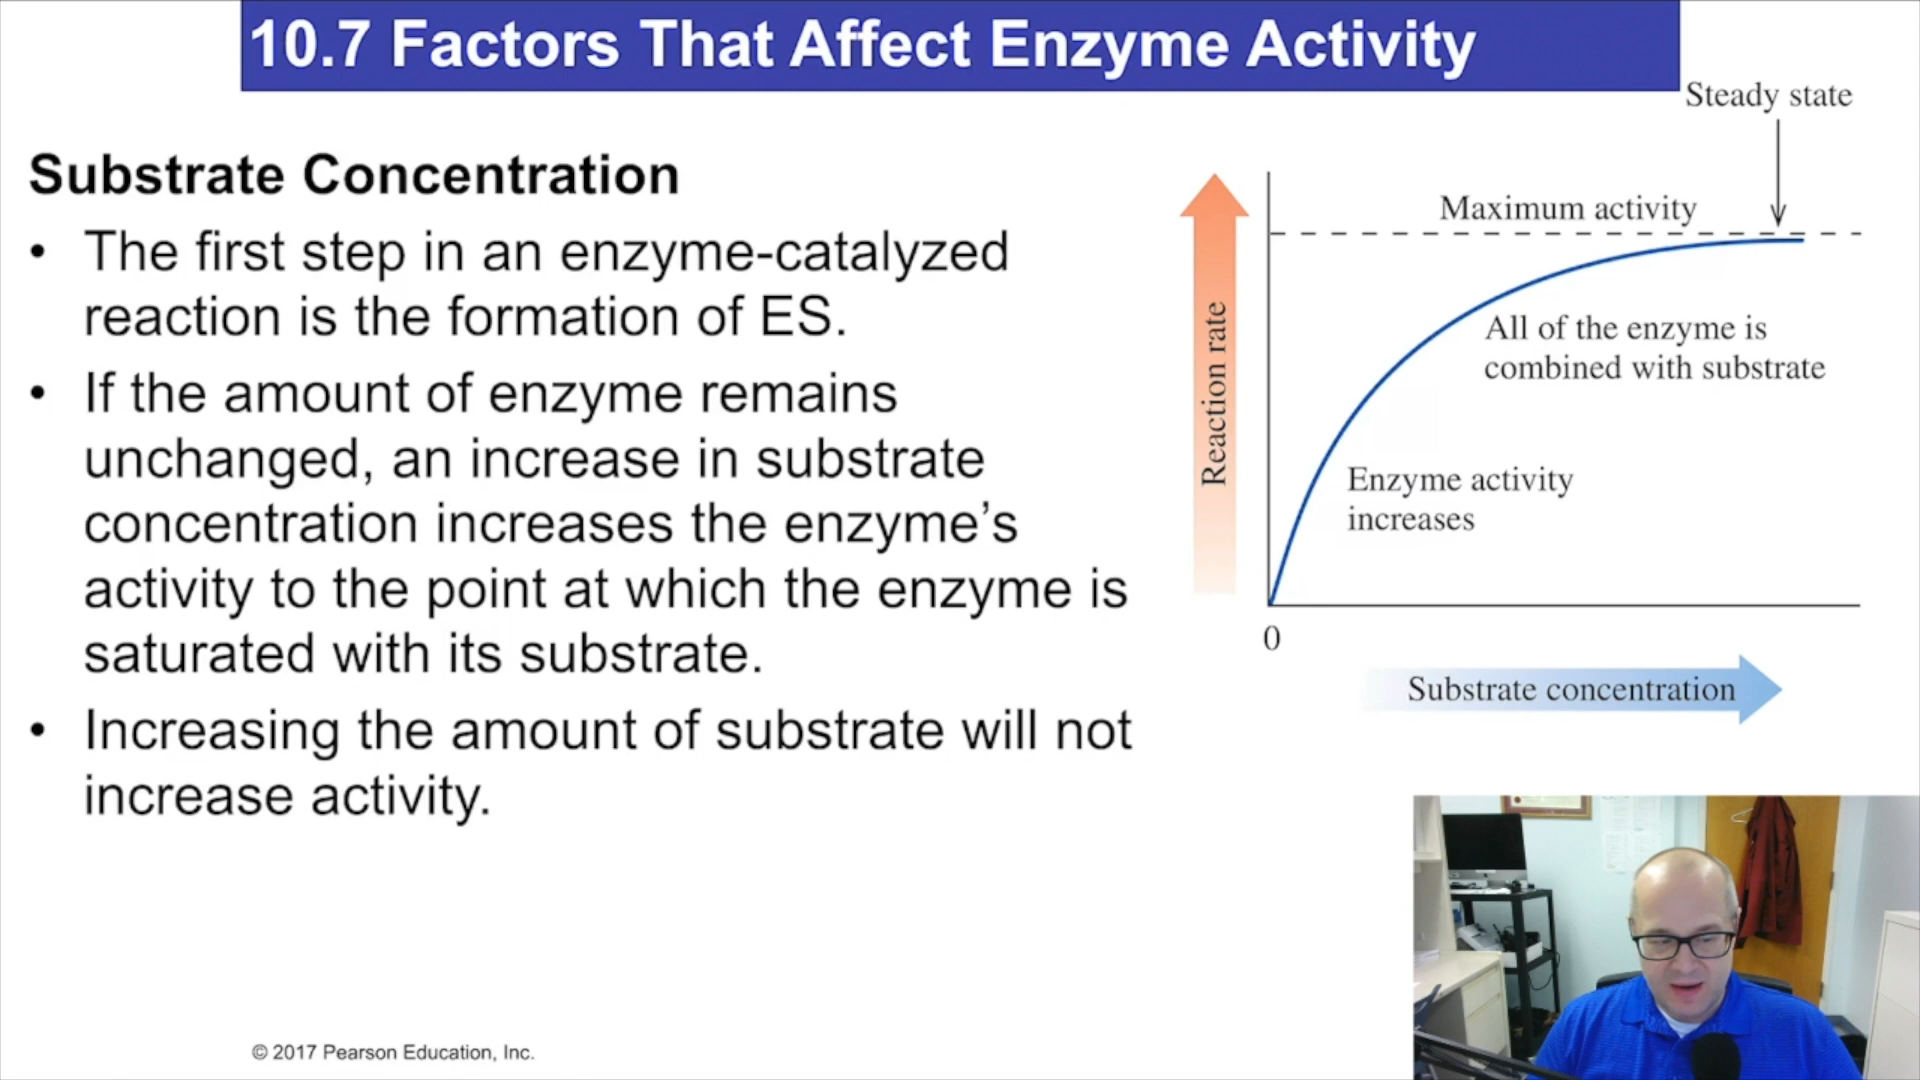 10.7 Factors That Affect Enzyme Activity
Substrate Concentration
• The first step in an enzyme-catalyzed
reaction is the formation of ES.
• If the amount of enzyme remains
unchanged, an increase in substrate
concentration increases the enzyme’s
activity to the point at which the enzyme is
saturated with its substrate.
• Increasing the amount of substrate will not
increase activity.
Steady state
Maximum activity
All of the enzyme is
combined with substrate
Enzyme activity
increases
Reaction rate
0
Substrate concentration
© 2017 Pearson Education, Inc.